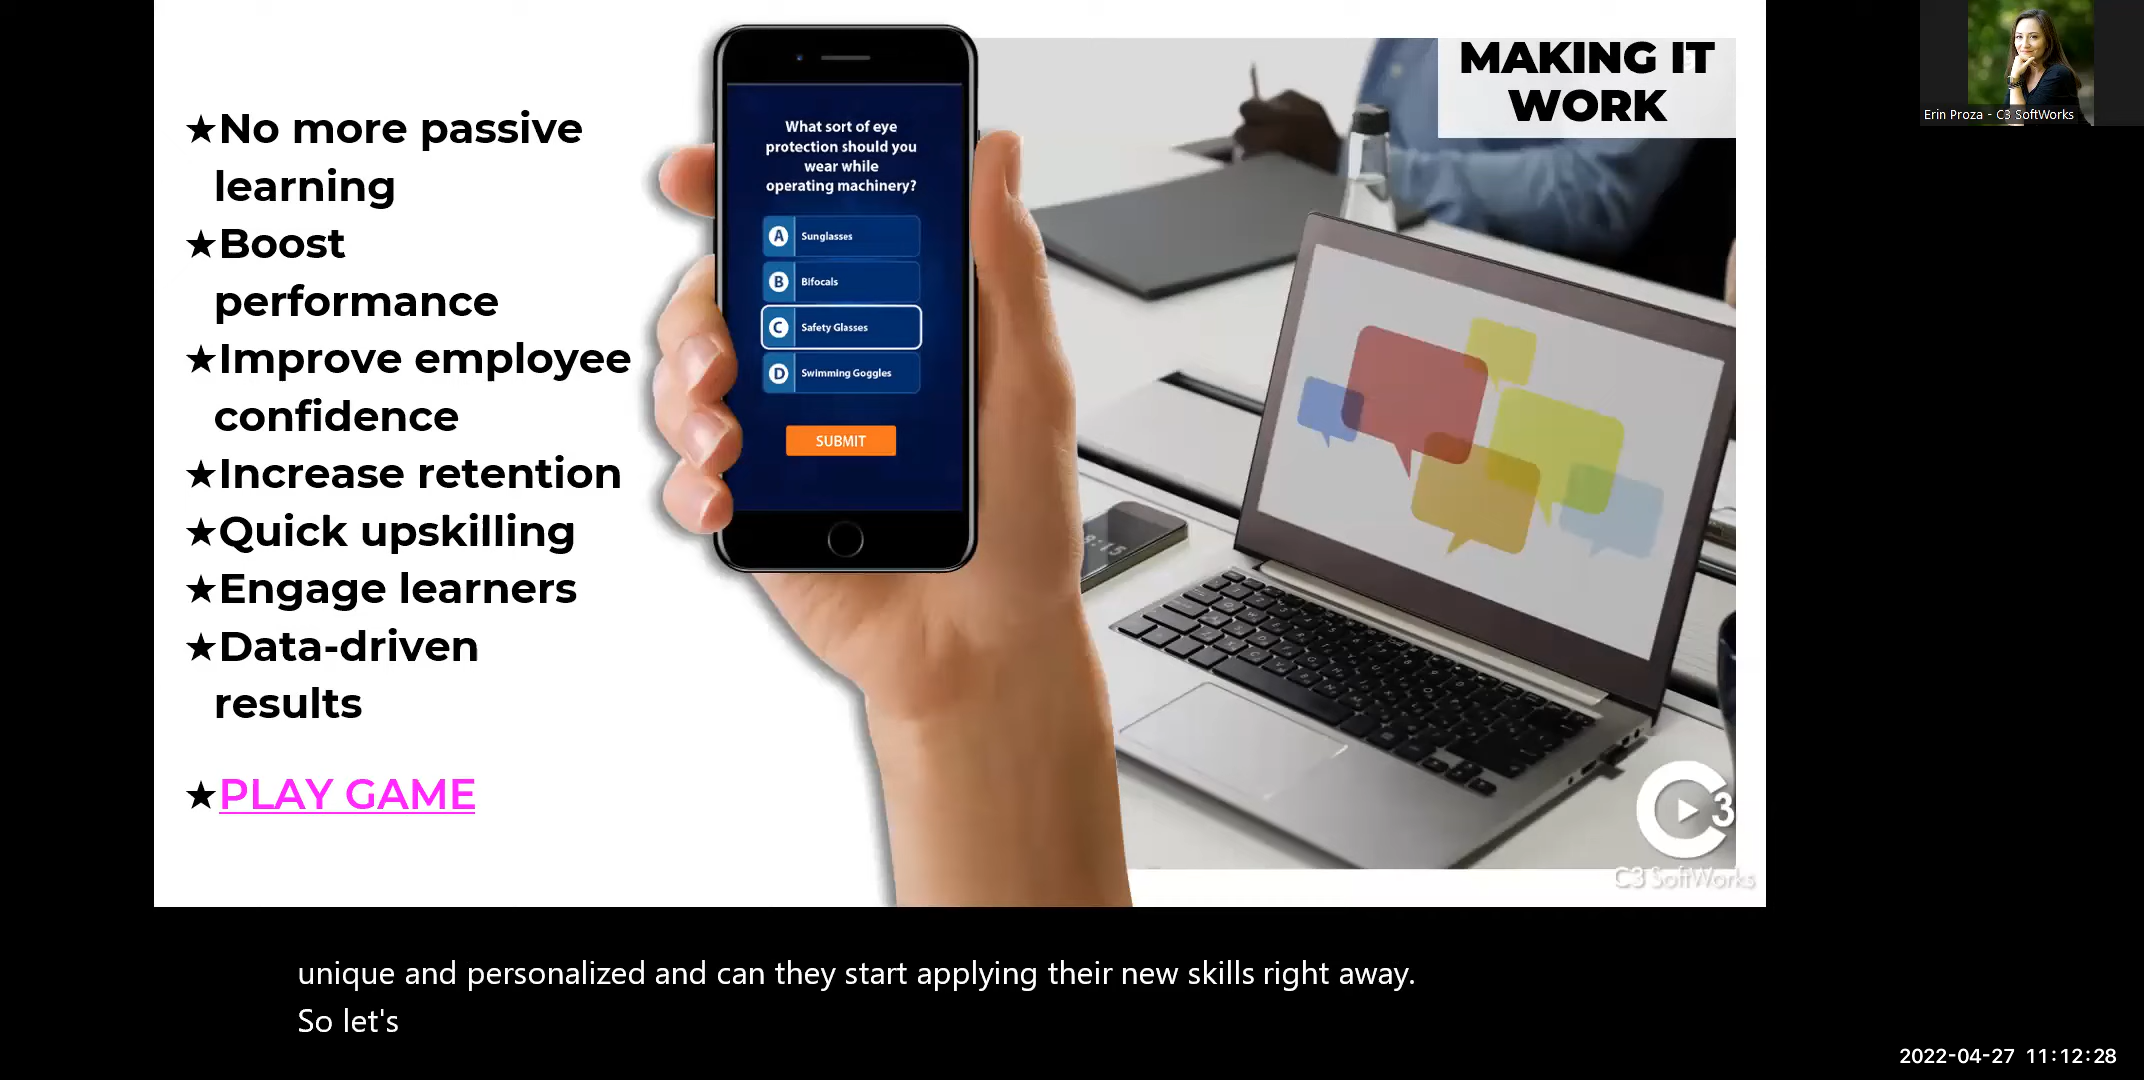 ★No more passive
learning
★Boost
performance
★Improve employee
confidence
★Increase retention
★Quick upskilling
★Engage learners
★Data-driven
results
★PLAY GAME
What sort of eye
protection should you
wear while
operating machinery?
A Sunglasses
B Bifocals
C Safety Glasses
D Swimming Goggles
SUBMIT
MAKING IT
WORK
8:15
C3
C3 SoftWorks
Erin Proza - C3 SoftWorks
unique and personalized and can they start applying their new skills right away.
So let's
2022-04-27 11:12:28